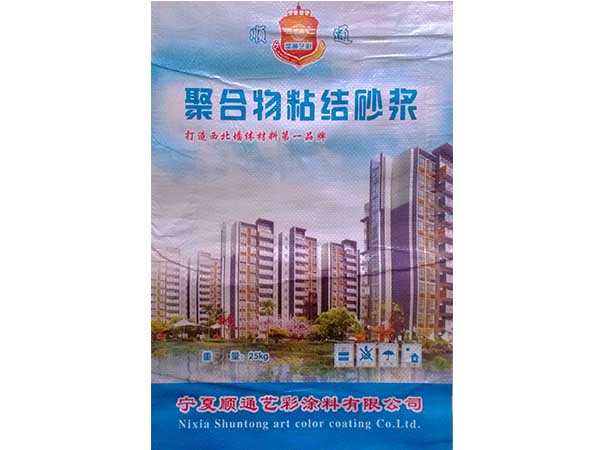 顺 通
聚合物粘结砂浆
打造西北墙体材料第一品牌
重 量：25kg
宁夏顺通艺彩涂料有限公司
Nixia Shuntong art color coating Co.Ltd.